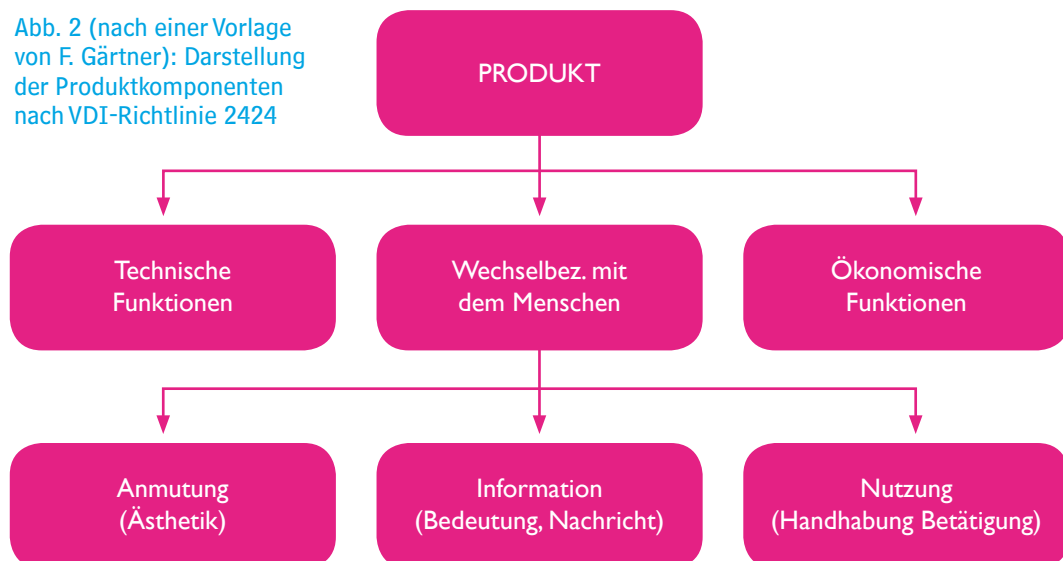 Abb. 2 (nach einer Vorlage
von F. Gärtner): Darstellung
der Produktkomponenten
nach VDI-Richtlinie 2424
PRODUKT
Technische
Funktionen
Wechselbez. mit
dem Menschen
Ökonomische
Funktionen
Anmutung
(Ästhetik)
Information
(Bedeutung, Nachricht)
Nutzung
(Handhabung Betätigung)